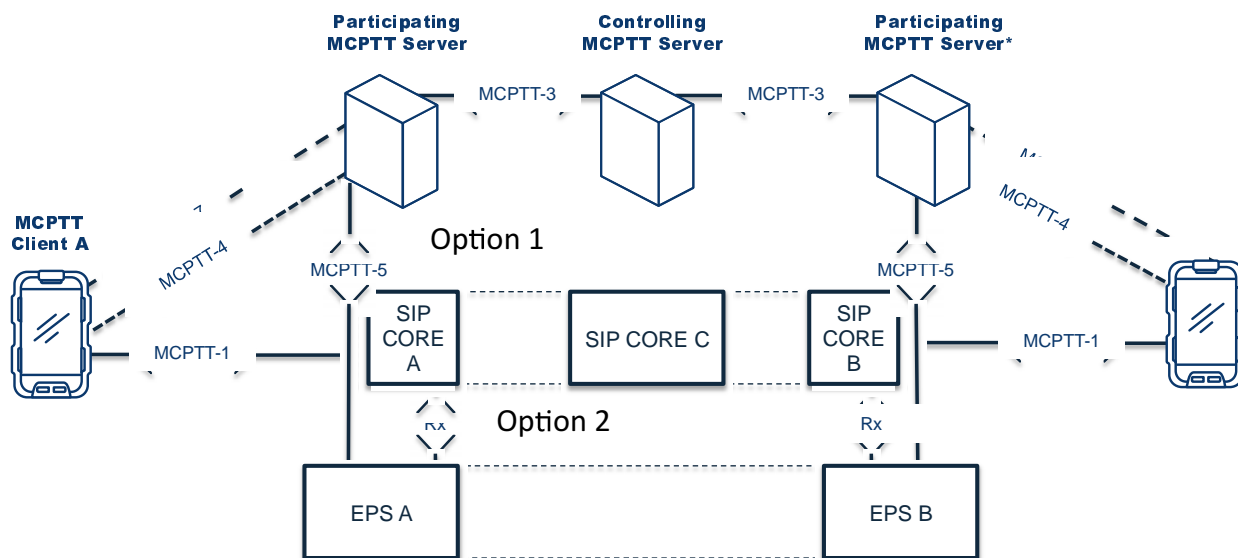 Participating
MCPTT Server
Controlling
MCPTT Server
Participating
MCPTT Server*
MCPTT-3
MCPTT-3
MCPTT
Client A
MCPTT-4
MCPTT-4
Option 1
MCPTT-5
MCPTT-5
SIP
CORE
A
SIP CORE C
SIP
CORE
B
MCPTT-1
MCPTT-1
Rx
Option 2
Rx
EPS A
EPS B